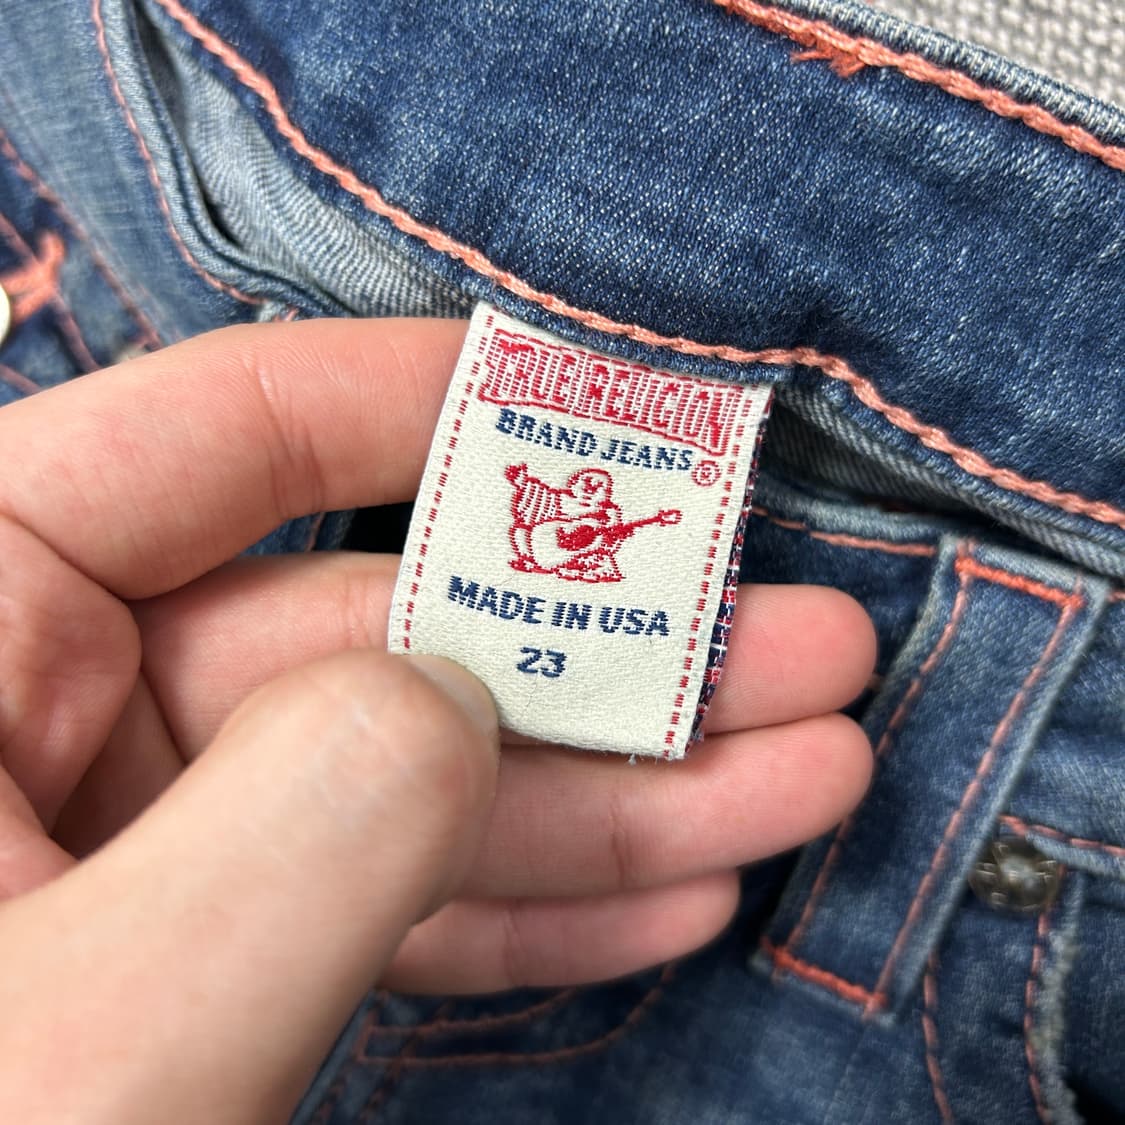 TRUE RELIGION
BRAND JEANS ®
MADE IN USA
23